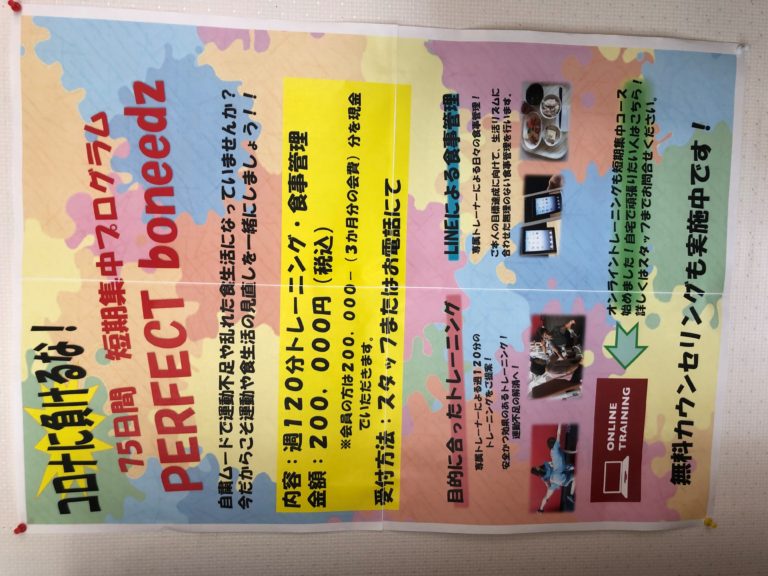 コロナに負けるな！
75日間　短期集中プログラム
PERFECT boneedz
自粛ムードで運動不足や乱れた食生活になっていませんか？
今だからこそ運動や食生活の見直しを一緒にしましょう！！
内容：週120分トレーニング・食事管理
金額：200,000円（税込）
※会員の方は200,000-（3か月分の会費）分を現金
でいただきます。
受付方法：スタッフまたはお電話にて
目的に合ったトレーニング
専属トレーナーによる週120分の
トレーニングをご提案！
安全かつ効果のあるトレーニング！
運動不足の解消へ！
LINEによる食事管理
専属トレーナーによる日々の食事管理！
ご本人の目標達成に向けて、生活リズムに
合わせた無理のない食事管理を行います。
ONLINE
TRAINING
オンライントレーニングも短期集中コース
始めました！自宅で頑張りたい人はこちら！
詳しくはスタッフまでお問合せください。
無料カウンセリングも実施中です！